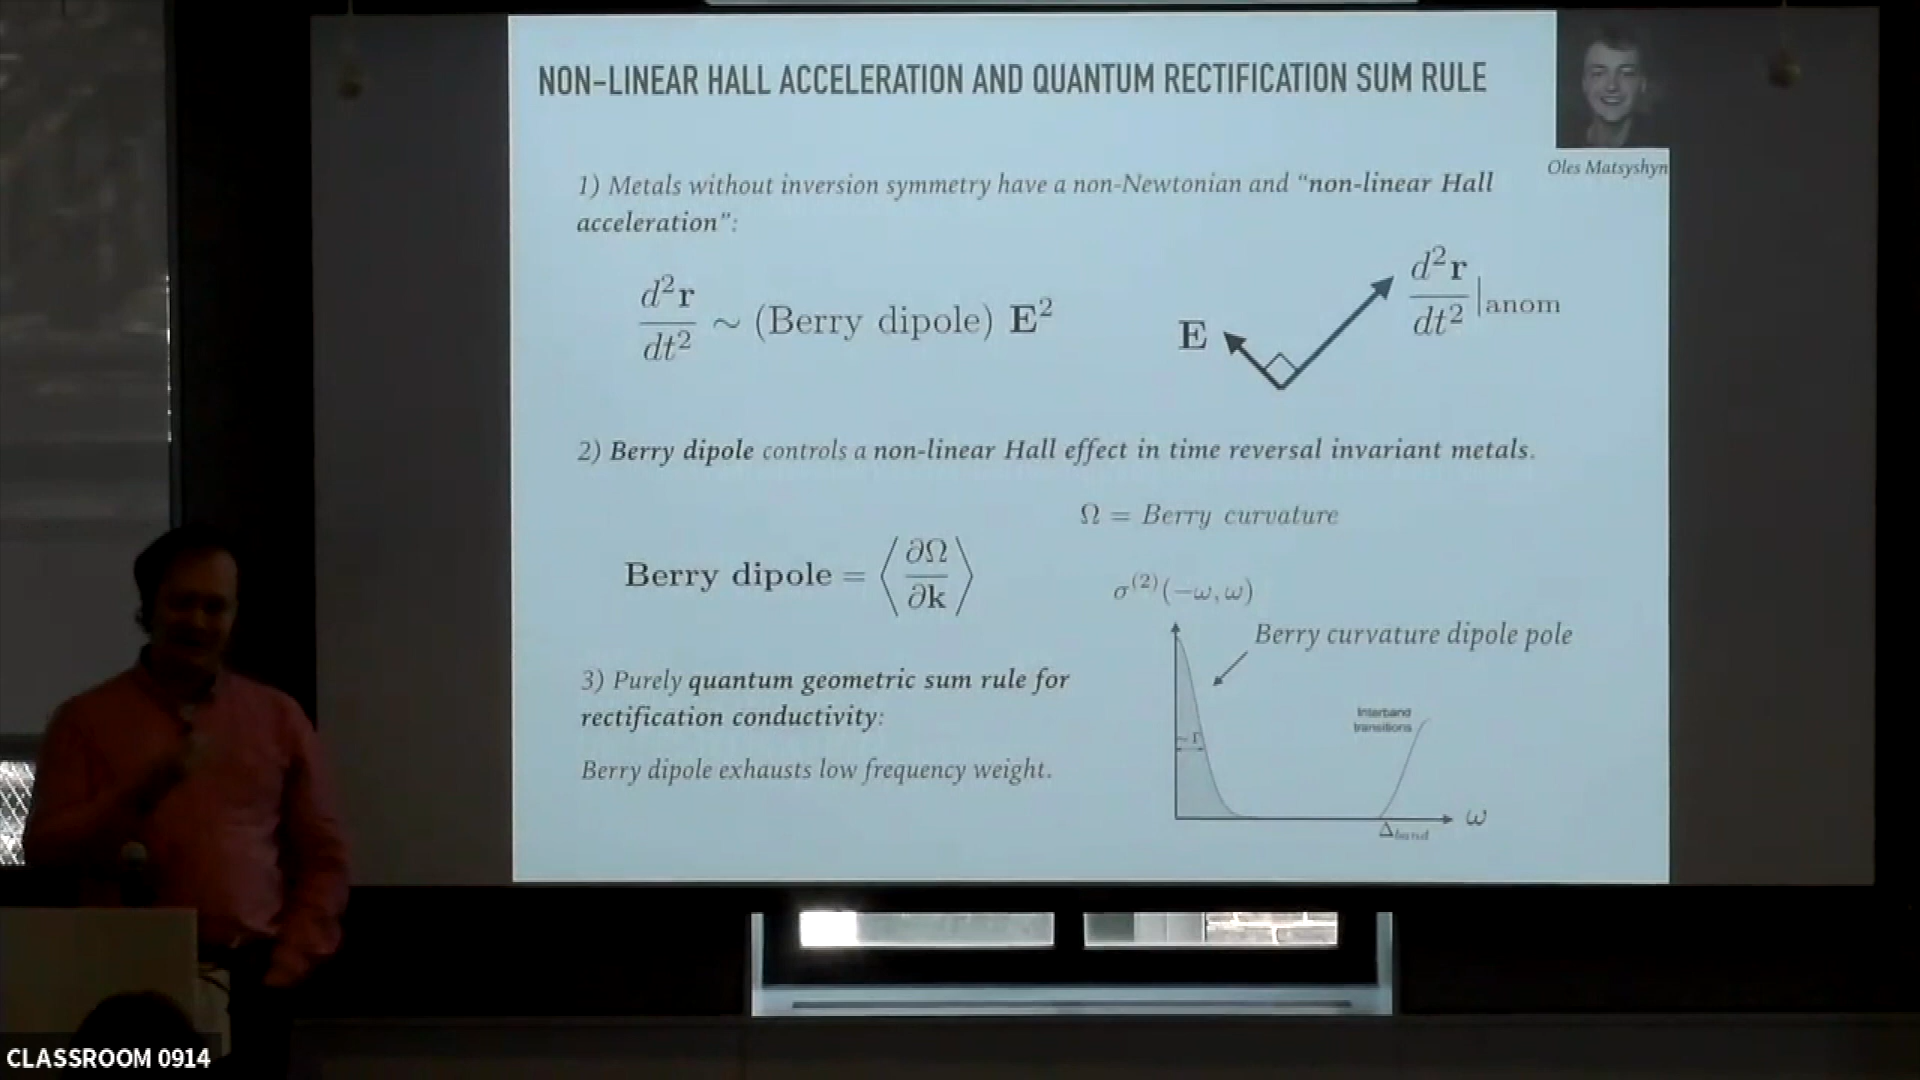 NON-LINEAR HALL ACCELERATION AND QUANTUM RECTIFICATION SUM RULE
Oles Matsyshyn
1) Metals without inversion symmetry have a non-Newtonian and “non-linear Hall
acceleration”:
d²r/dt² ~ (Berry dipole) E²
E
d²r/dt² |anom
2) Berry dipole controls a non-linear Hall effect in time reversal invariant metals.
Ω = Berry curvature
Berry dipole = ⟨∂Ω/∂k⟩
σ⁽²⁾(−ω, ω)
Berry curvature dipole pole
3) Purely quantum geometric sum rule for
rectification conductivity:
Berry dipole exhausts low frequency weight.
Interband
transitions
~ Γ
ω
Δband
CLASSROOM 0914